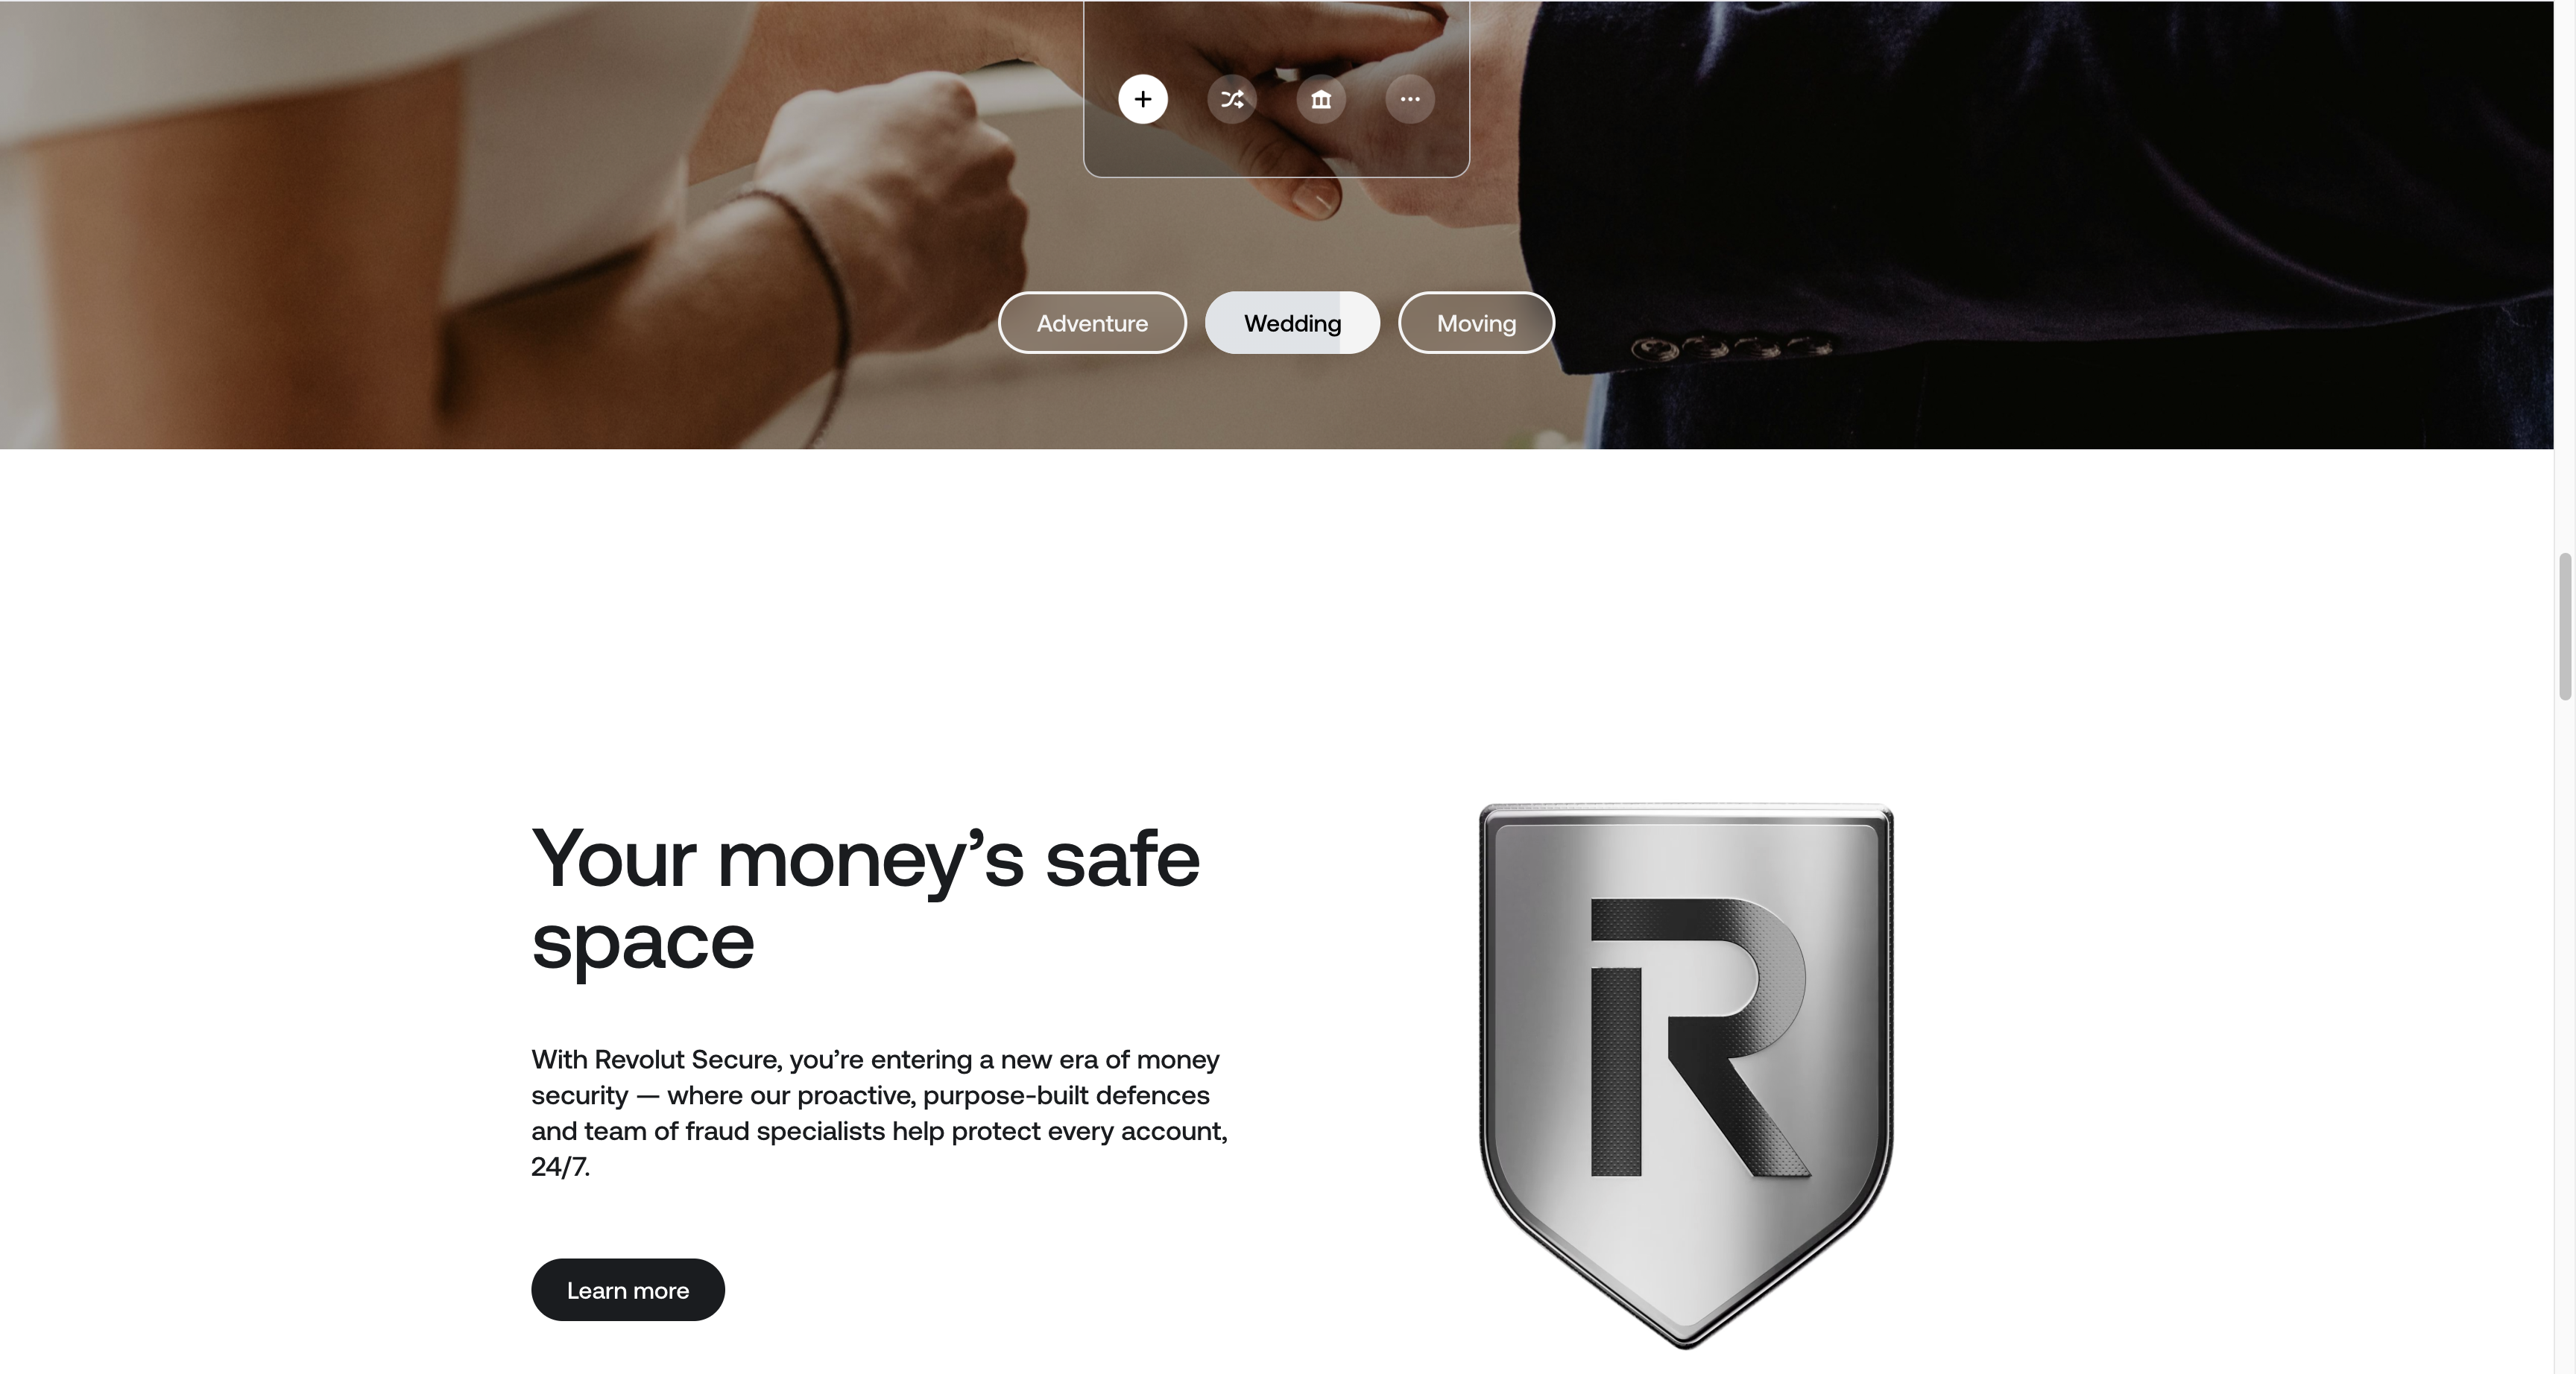 Adventure
Wedding
Moving
Your money’s safe
space
With Revolut Secure, you’re entering a new era of money
security — where our proactive, purpose-built defences
and team of fraud specialists help protect every account,
24/7.
Learn more
R